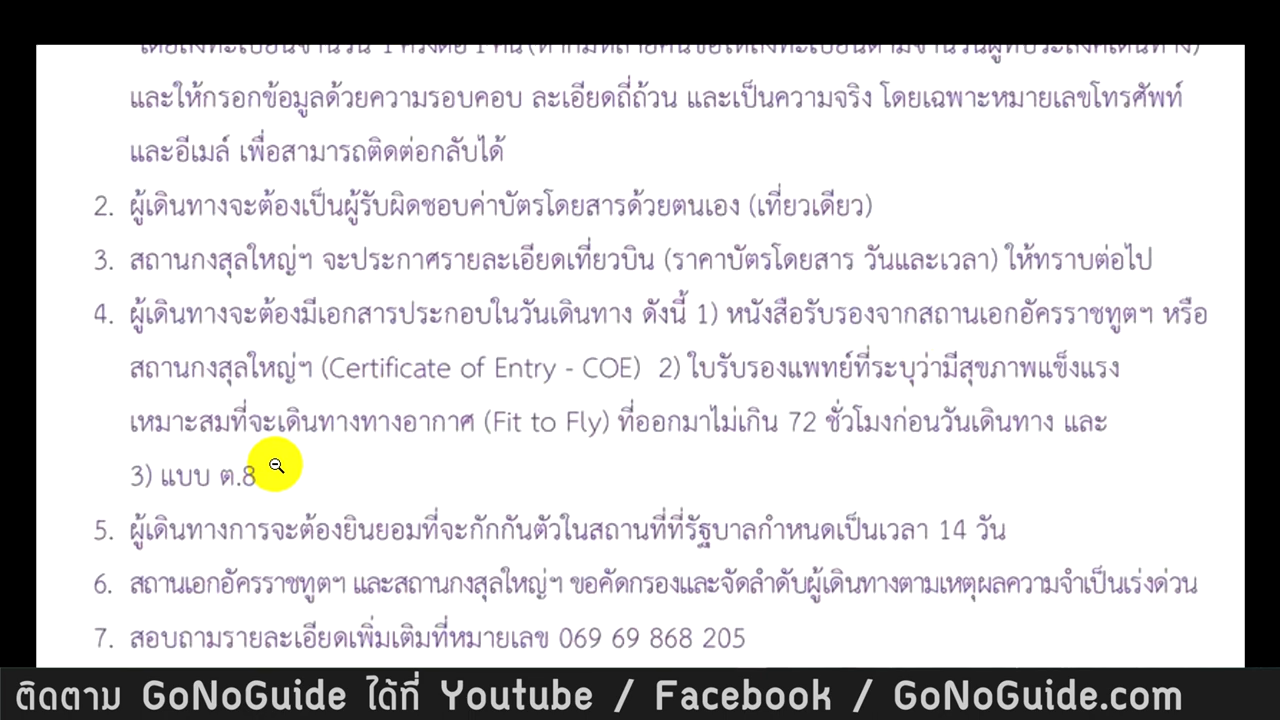 และให้กรอกข้อมูลด้วยความรอบคอบ ละเอียดถี่ถ้วน และเป็นความจริง โดยเฉพาะหมายเลขโทรศัพท์
และอีเมล์ เพื่อสามารถติดต่อกลับได้
2. ผู้เดินทางจะต้องเป็นผู้รับผิดชอบค่าบัตรโดยสารด้วยตนเอง (เที่ยวเดียว)
3. สถานกงสุลใหญ่ฯ จะประกาศรายละเอียดเที่ยวบิน (ราคาบัตรโดยสาร วันและเวลา) ให้ทราบต่อไป
4. ผู้เดินทางจะต้องมีเอกสารประกอบในวันเดินทาง ดังนี้ 1) หนังสือรับรองจากสถานเอกอัครราชทูตฯ หรือ
สถานกงสุลใหญ่ฯ (Certificate of Entry - COE) 2) ใบรับรองแพทย์ที่ระบุว่ามีสุขภาพแข็งแรง
เหมาะสมที่จะเดินทางทางอากาศ (Fit to Fly) ที่ออกมาไม่เกิน 72 ชั่วโมงก่อนวันเดินทาง และ
3) แบบ ต.8
5. ผู้เดินทางการจะต้องยินยอมที่จะกักกันตัวในสถานที่ที่รัฐบาลกำหนดเป็นเวลา 14 วัน
6. สถานเอกอัครราชทูตฯ และสถานกงสุลใหญ่ฯ ขอคัดกรองและจัดลำดับผู้เดินทางตามเหตุผลความจำเป็นเร่งด่วน
7. สอบถามรายละเอียดเพิ่มเติมที่หมายเลข 069 69 868 205
ติดตาม GoNoGuide ได้ที่ Youtube / Facebook / GoNoGuide.com